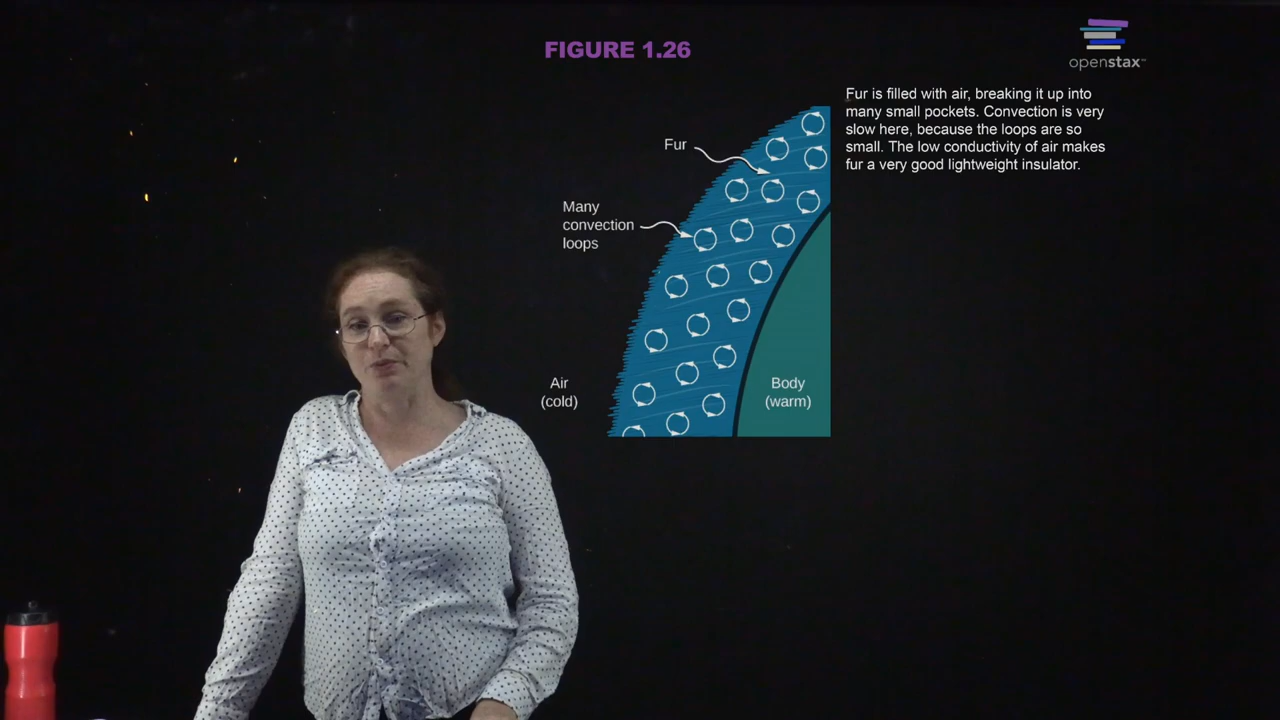 FIGURE 1.26
openstax™
Fur is filled with air, breaking it up into
many small pockets. Convection is very
slow here, because the loops are so
small. The low conductivity of air makes
fur a very good lightweight insulator.
Fur
Many
convection
loops
Air
(cold)
Body
(warm)